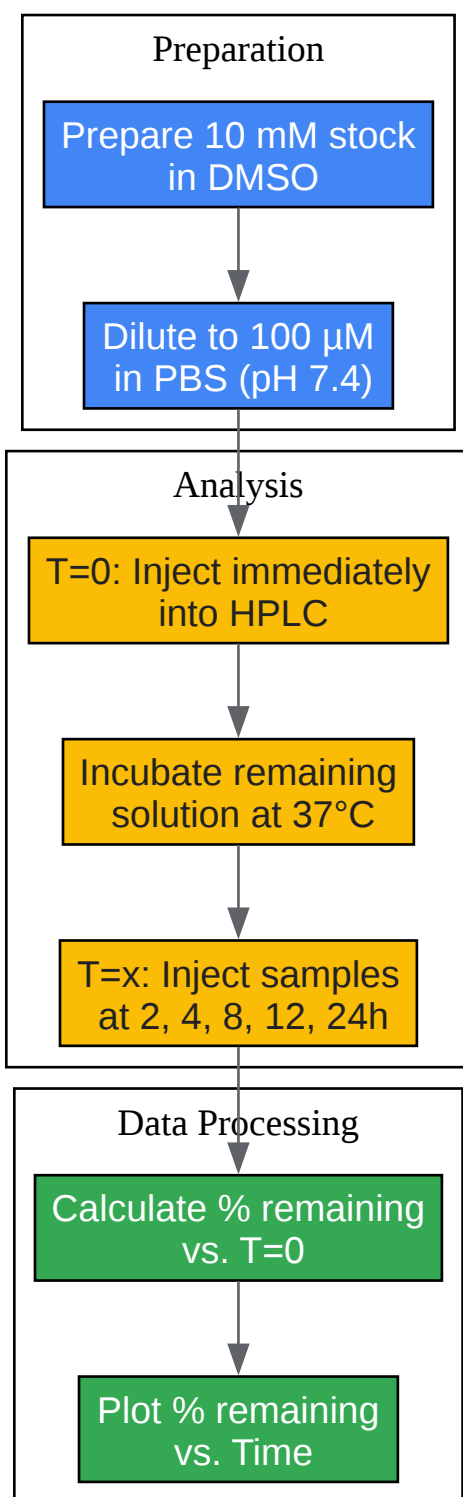 Preparation
Prepare 10 mM stock
in DMSO
Dilute to 100 µM
in PBS (pH 7.4)
Analysis
T=0: Inject immediately
into HPLC
Incubate remaining
solution at 37°C
T=x: Inject samples
at 2, 4, 8, 12, 24h
Data Processing
Calculate % remaining
vs. T=0
Plot % remaining
vs. Time